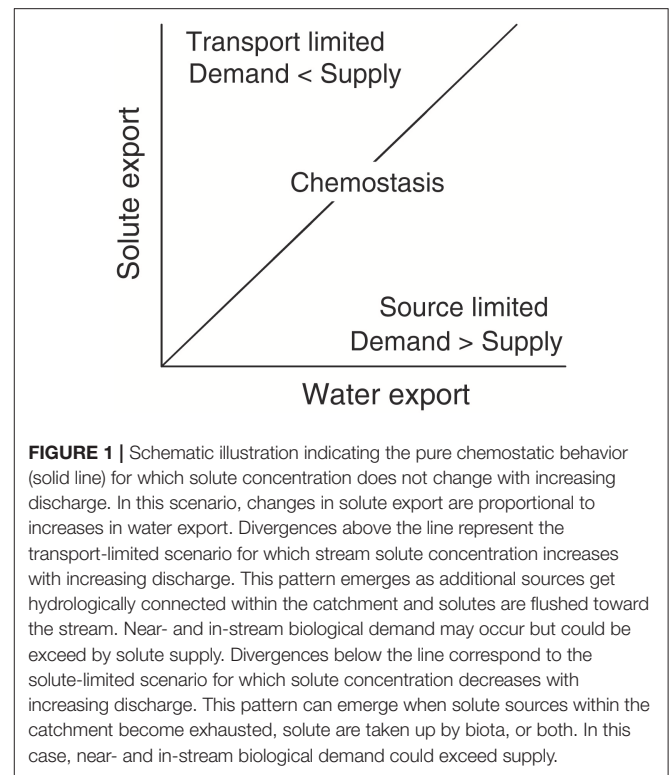 Transport limited
Demand < Supply
Chemostasis
Solute export
Source limited
Demand > Supply
Water export
FIGURE 1 | Schematic illustration indicating the pure chemostatic behavior
(solid line) for which solute concentration does not change with increasing
discharge. In this scenario, changes in solute export are proportional to
increases in water export. Divergences above the line represent the
transport-limited scenario for which stream solute concentration increases
with increasing discharge. This pattern emerges as additional sources get
hydrologically connected within the catchment and solutes are flushed toward
the stream. Near- and in-stream biological demand may occur but could be
exceed by solute supply. Divergences below the line correspond to the
solute-limited scenario for which solute concentration decreases with
increasing discharge. This pattern can emerge when solute sources within the
catchment become exhausted, solute are taken up by biota, or both. In this
case, near- and in-stream biological demand could exceed supply.